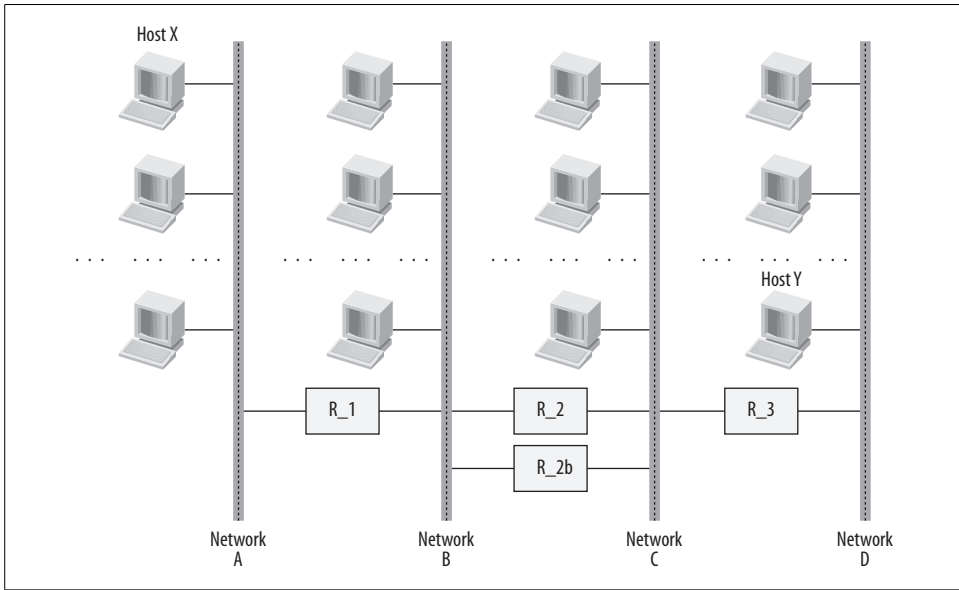 Host X
. . . . . . . . . . . . . . . . . . . . . . . . . . . . . . . . . . . .
Host Y
R_1
R_2
R_3
R_2b
Network A
Network B
Network C
Network D